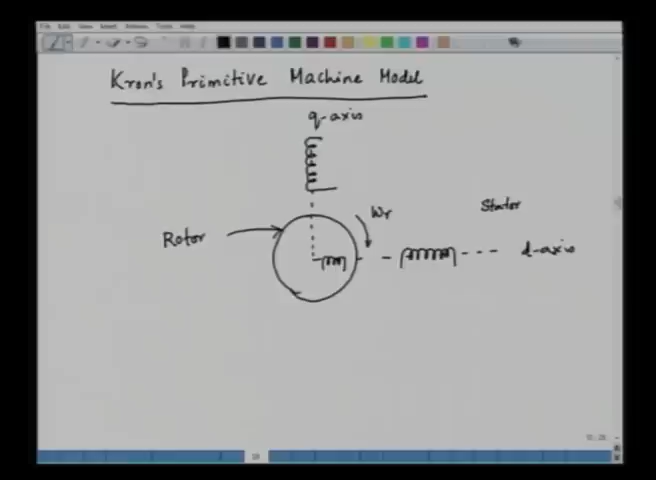 Kron's Primitive Machine Model
q-axis
Wr
Stator
Rotor
d-axis